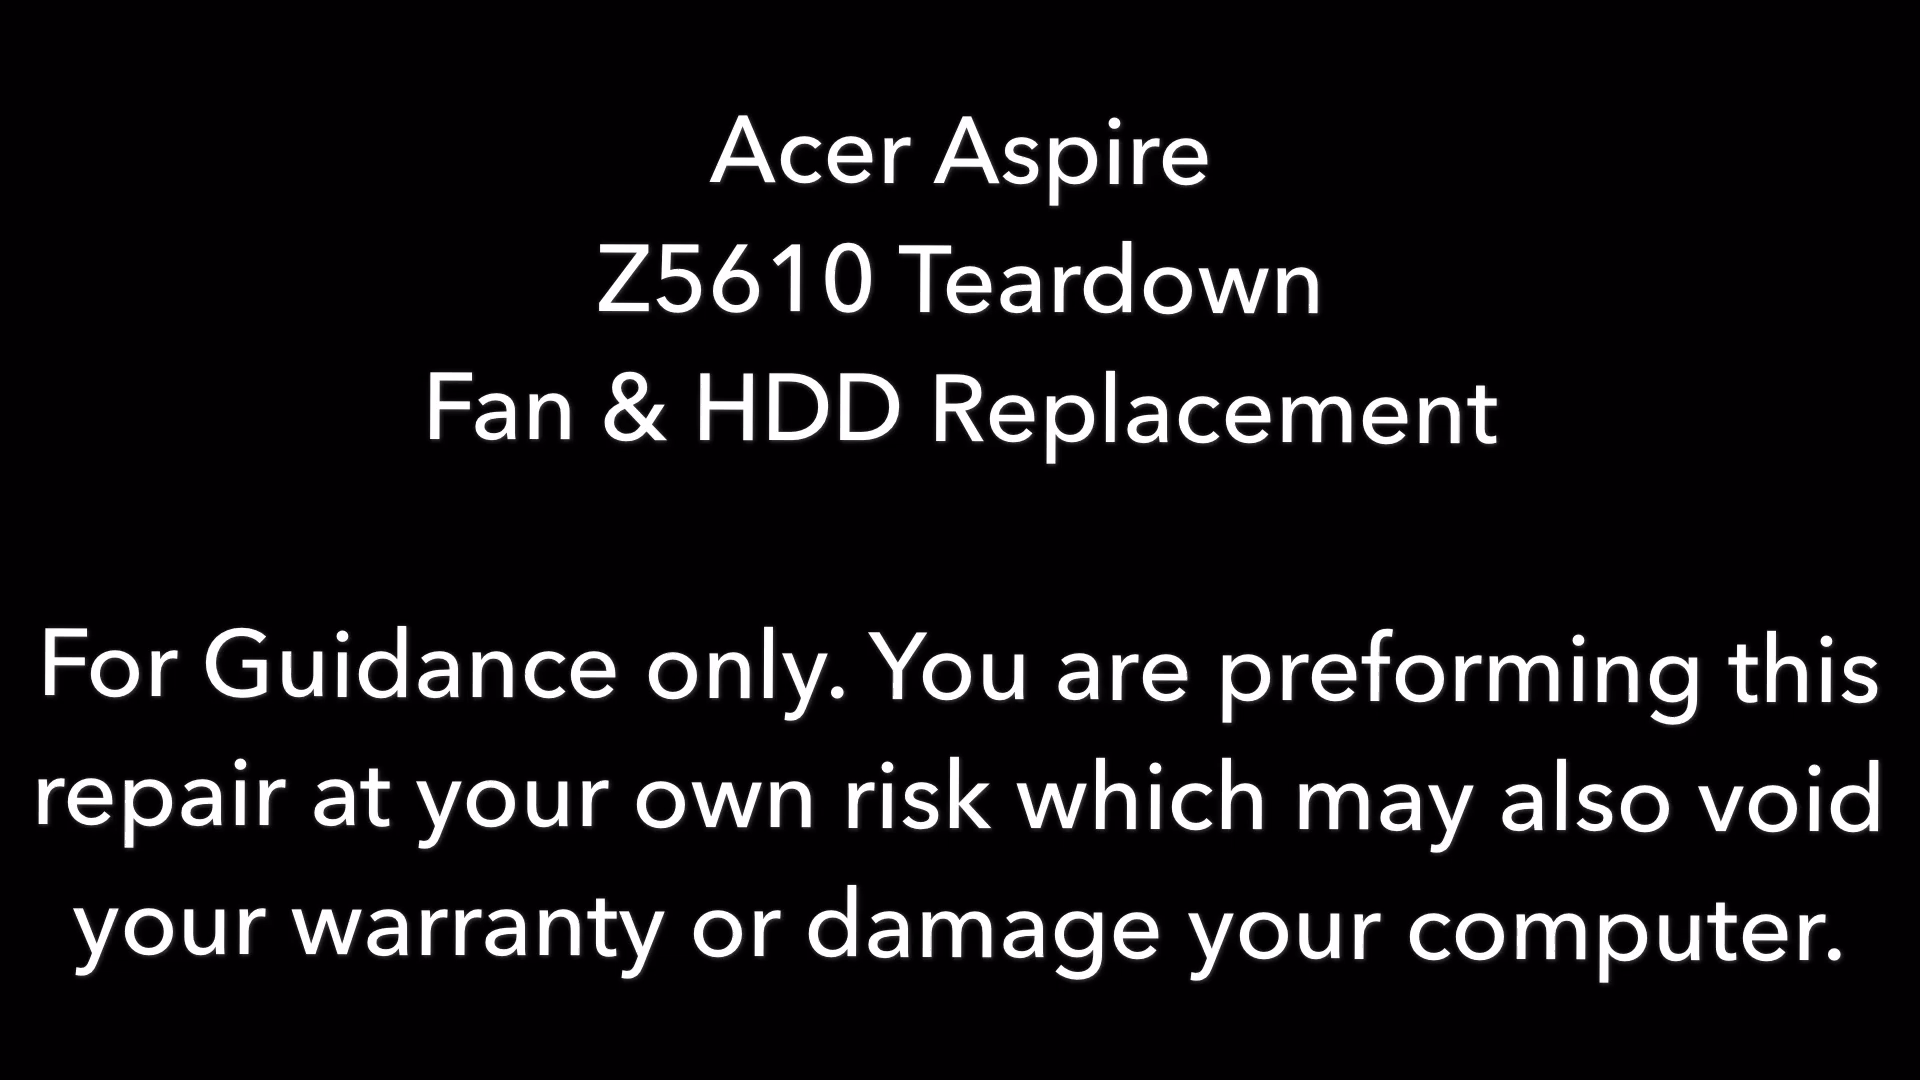 Acer Aspire
Z5610 Teardown
Fan & HDD Replacement
For Guidance only. You are preforming this
repair at your own risk which may also void
your warranty or damage your computer.